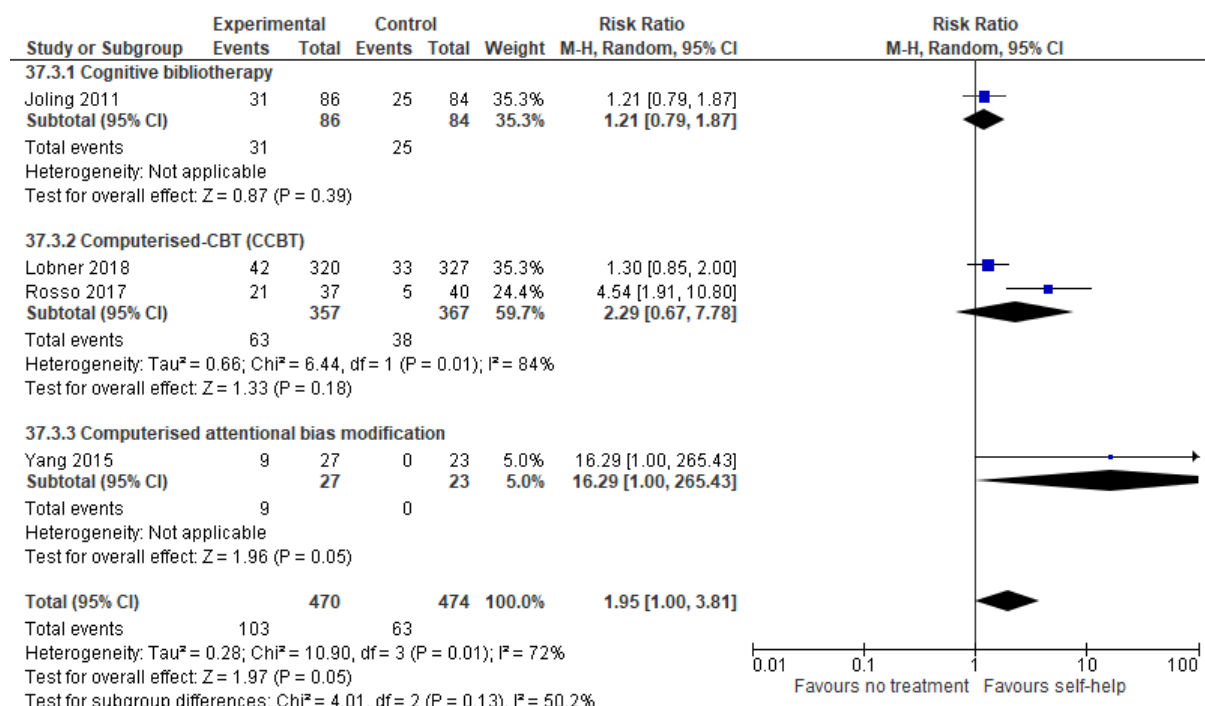 Experimental Control Risk Ratio Risk Ratio
Study or Subgroup Events Total Events Total Weight M-H, Random, 95% CI M-H, Random, 95% CI
37.3.1 Cognitive bibliotherapy
Joling 2011 31 86 25 84 35.3% 1.21 [0.79, 1.87]
Subtotal (95% CI) 86 84 35.3% 1.21 [0.79, 1.87]
Total events 31 25
Heterogeneity: Not applicable
Test for overall effect: Z = 0.87 (P = 0.39)
37.3.2 Computerised-CBT (CCBT)
Lobner 2018 42 320 33 327 35.3% 1.30 [0.85, 2.00]
Rosso 2017 21 37 5 40 24.4% 4.54 [1.91, 10.80]
Subtotal (95% CI) 357 367 59.7% 2.29 [0.67, 7.78]
Total events 63 38
Heterogeneity: Tau² = 0.66; Chi² = 6.44, df = 1 (P = 0.01); I² = 84%
Test for overall effect: Z = 1.33 (P = 0.18)
37.3.3 Computerised attentional bias modification
Yang 2015 9 27 0 23 5.0% 16.29 [1.00, 265.43]
Subtotal (95% CI) 27 23 5.0% 16.29 [1.00, 265.43]
Total events 9 0
Heterogeneity: Not applicable
Test for overall effect: Z = 1.96 (P = 0.05)
Total (95% CI) 470 474 100.0% 1.95 [1.00, 3.81]
Total events 103 63
Heterogeneity: Tau² = 0.28; Chi² = 10.90, df = 3 (P = 0.01); I² = 72%
Test for overall effect: Z = 1.97 (P = 0.05)
Test for subgroup differences: Chi² = 4.01, df = 2 (P = 0.13), I² = 50.2%
0.01 0.1 1 10 100
Favours no treatment Favours self-help